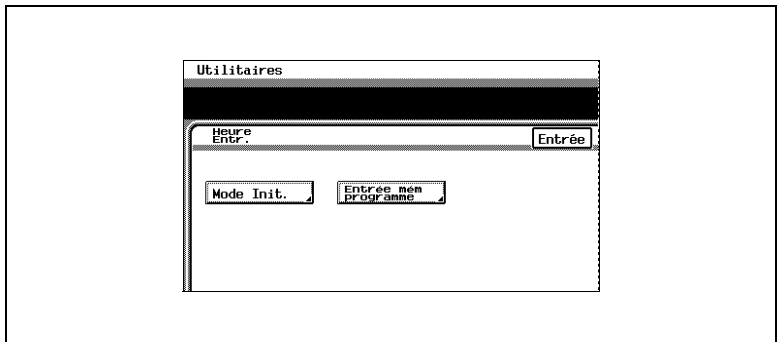 Utilitaires
Heure
Entr.
Entrée
Mode Init.
Entrée mém
programme